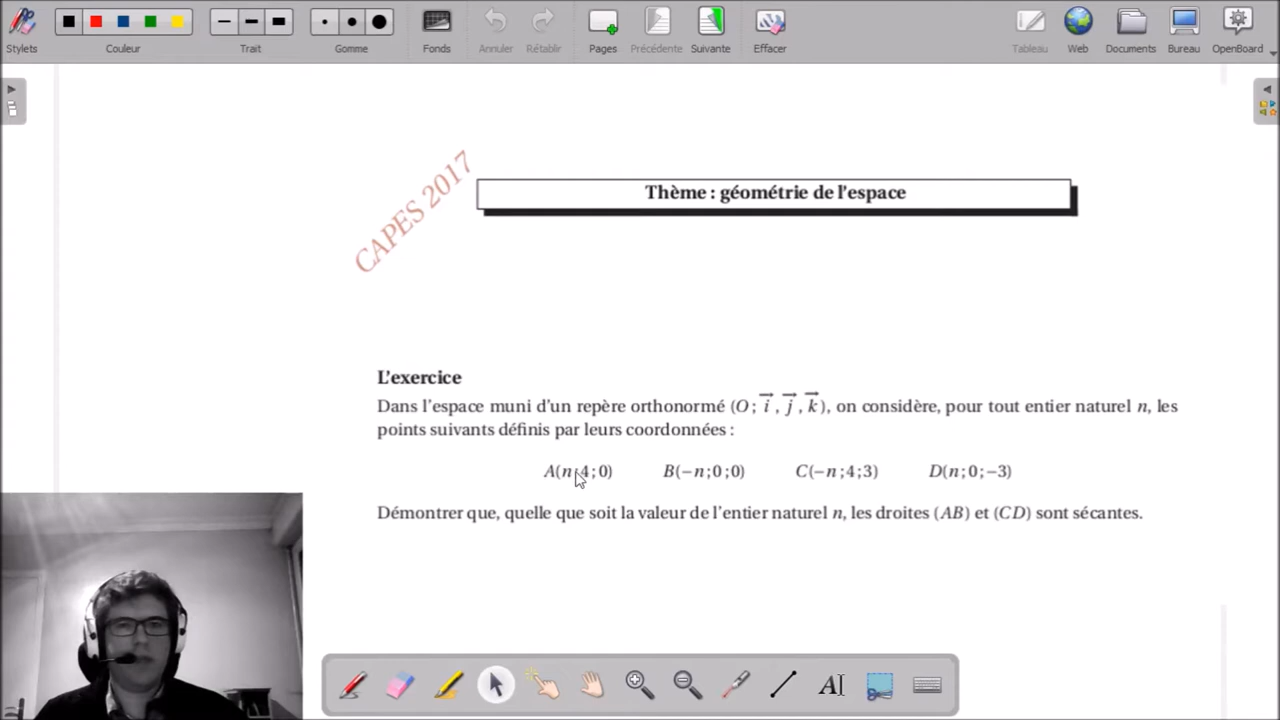 Stylets Couleur Trait Gomme Fonds Annuler Rétablir Pages Précédente Suivante Effacer Tableau Web Documents Bureau OpenBoard
CAPES 2017
Thème : géométrie de l'espace
L'exercice
Dans l'espace muni d'un repère orthonormé (O; i⃗, j⃗, k⃗), on considère, pour tout entier naturel n, les
points suivants définis par leurs coordonnées :
A(n;4;0) B(−n;0;0) C(−n;4;3) D(n;0;−3)
Démontrer que, quelle que soit la valeur de l'entier naturel n, les droites (AB) et (CD) sont sécantes.
AI